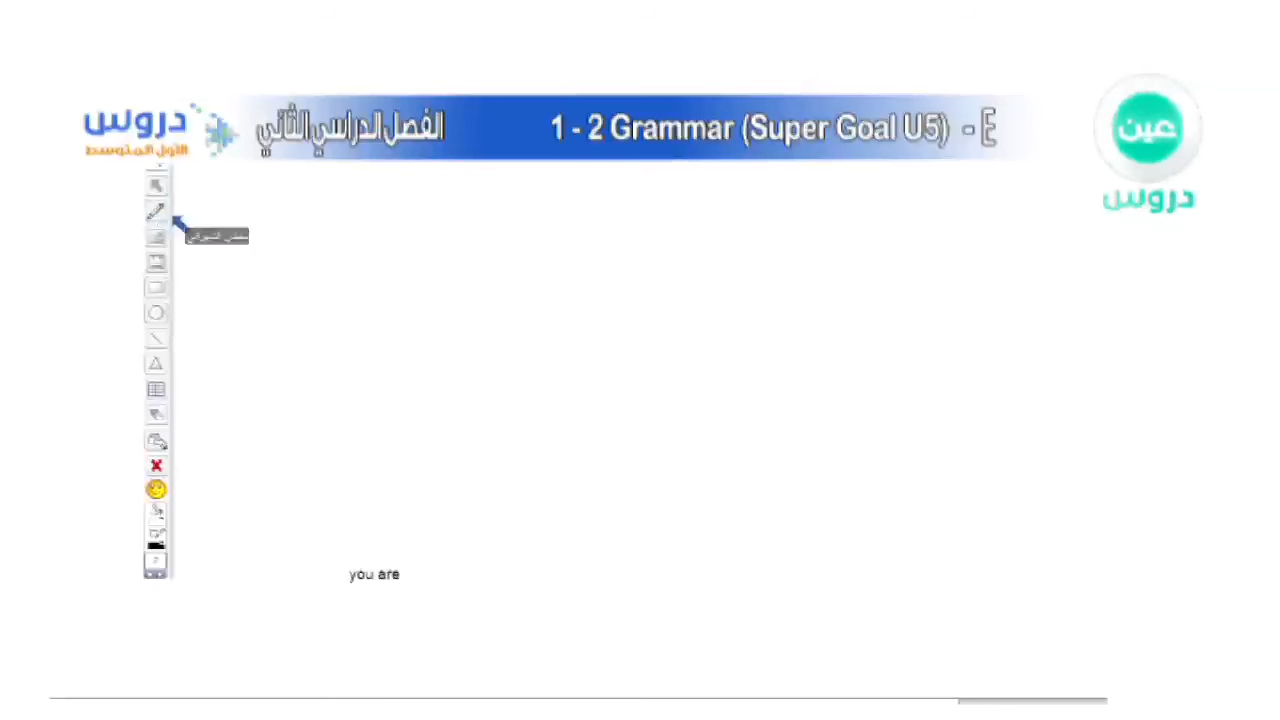 دروس
الأول المتوسط
الفصل الدراسي الثاني
1 - 2 Grammar (Super Goal U5) - E
عين
دروس
you are